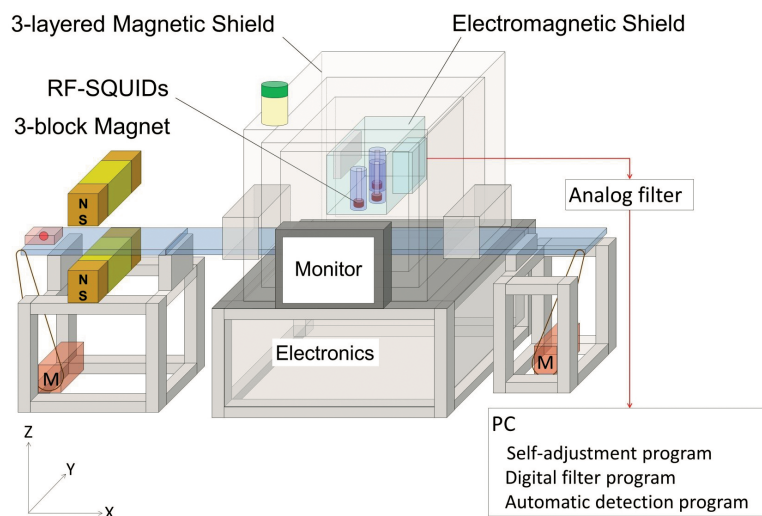 3-layered Magnetic Shield
Electromagnetic Shield
RF-SQUIDs
3-block Magnet
Analog filter
N
S
N
S
Monitor
Electronics
M
M
PC
Self-adjustment program
Digital filter program
Automatic detection program
Z
Y
X